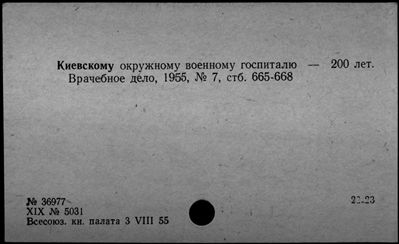 Киевскому окружному военному госпиталю — 200 лет.
Врачебное дело, 1955, № 7, стб. 665-668
№ 36977
XIX № 5031
Всесоюз. кн. палата 3 VIII 55